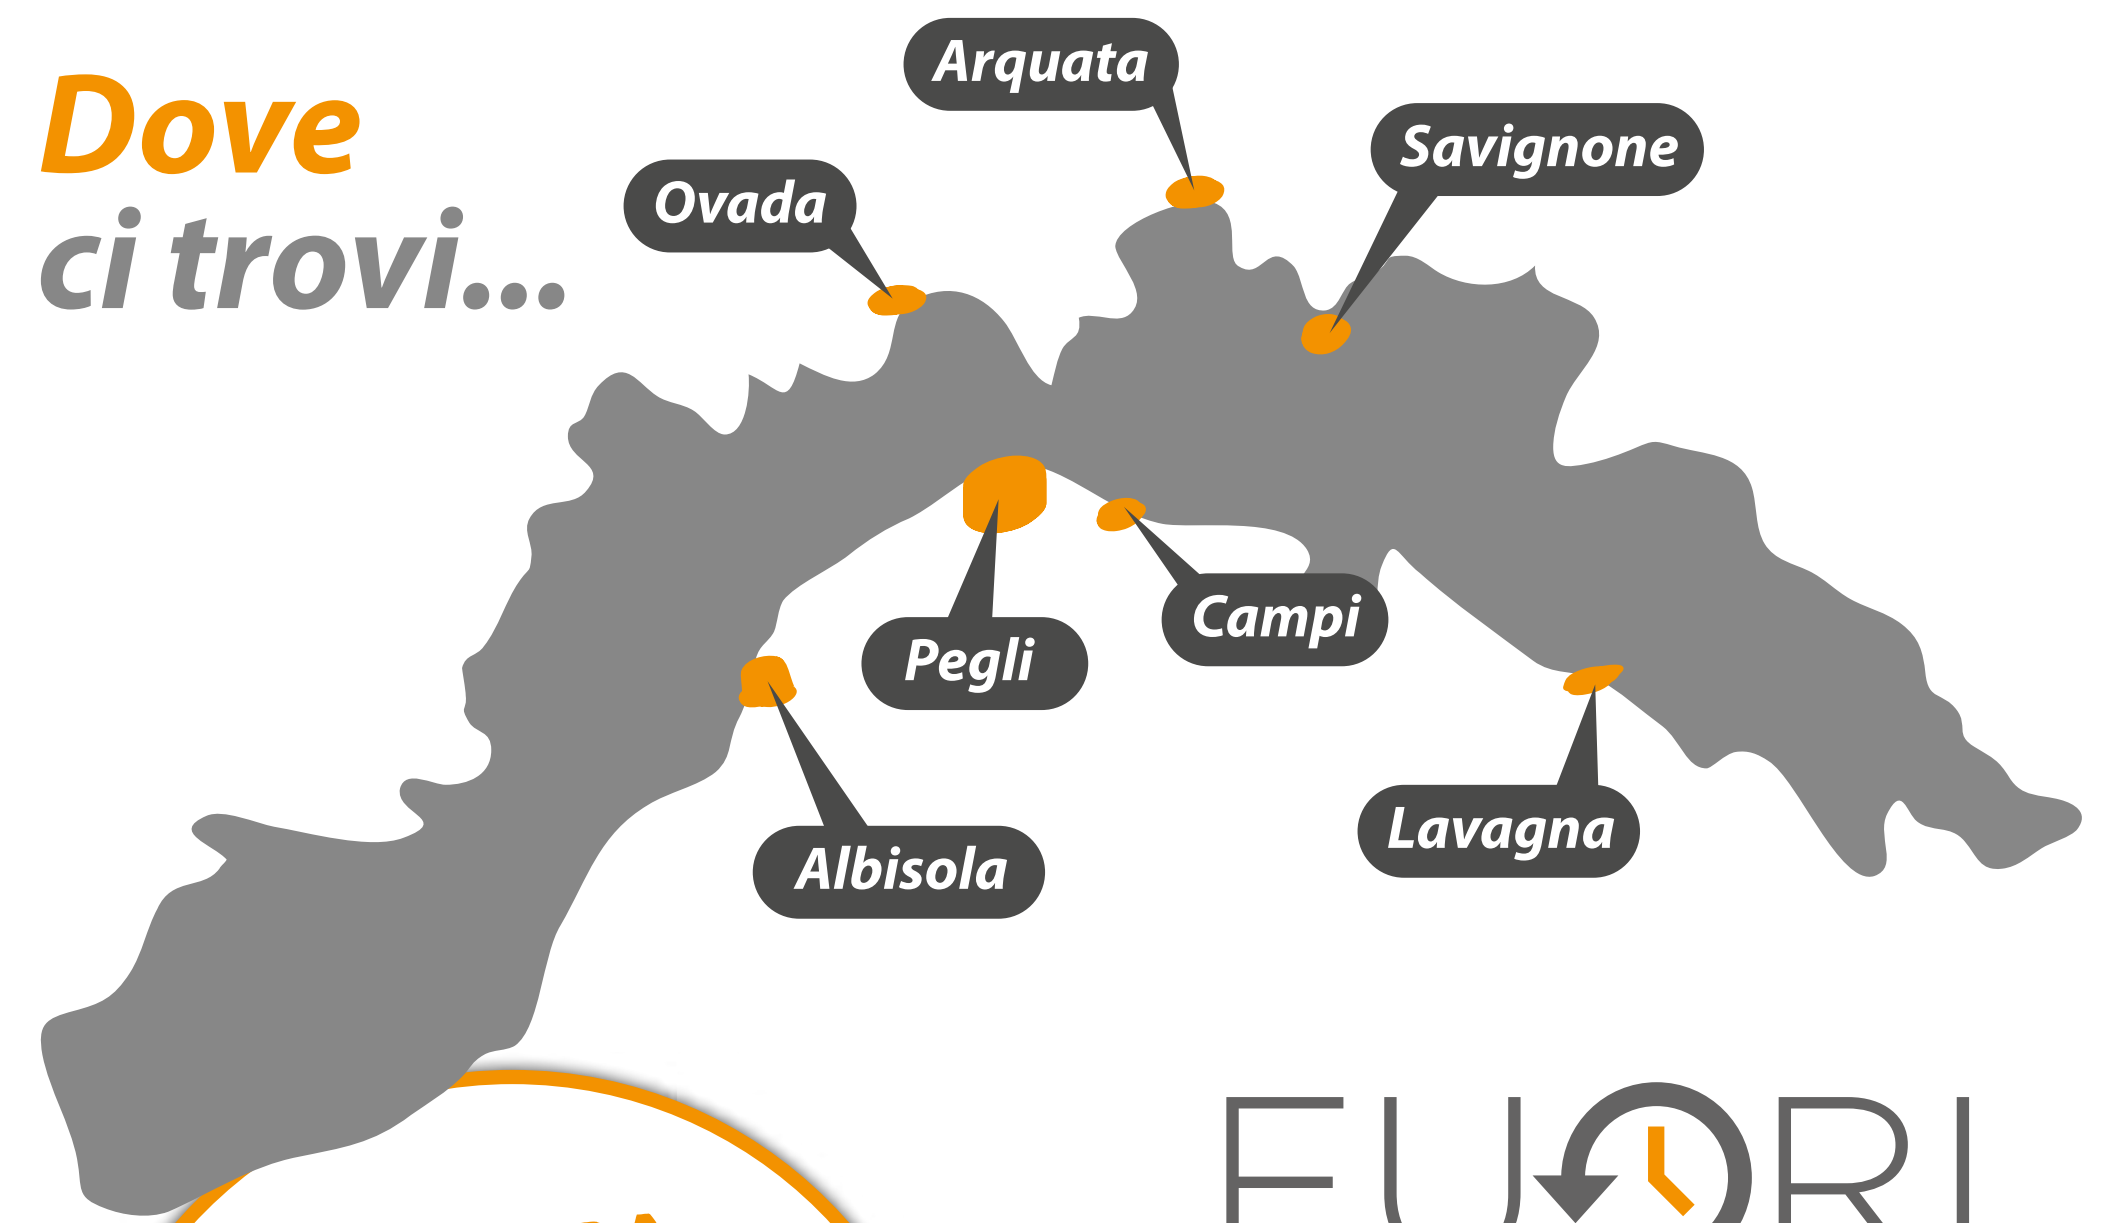 Dove
ci trovi...
Arquata
Savignone
Ovada
Campi
Pegli
Lavagna
Albisola
FUORI